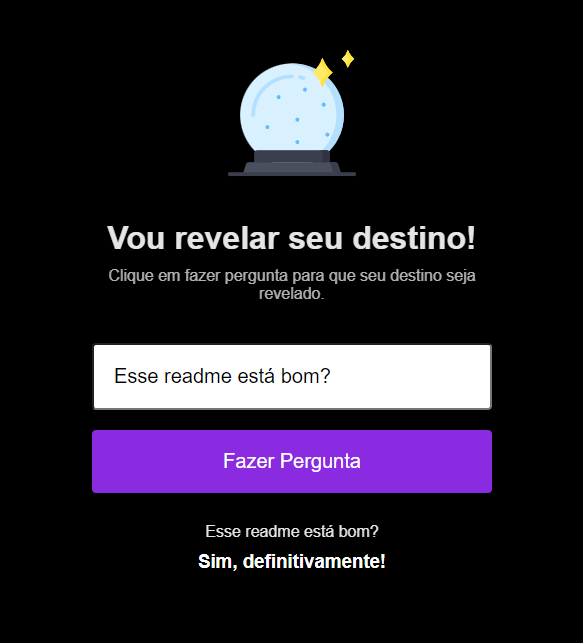 Vou revelar seu destino!
Clique em fazer pergunta para que seu destino seja
revelado.
Esse readme está bom?
Fazer Pergunta
Esse readme está bom?
Sim, definitivamente!